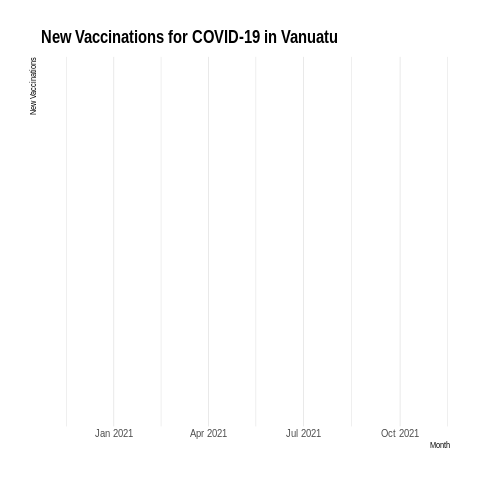 New Vaccinations for COVID-19 in Vanuatu
New Vaccinations
Jan 2021 Apr 2021 Jul 2021 Oct 2021
Month